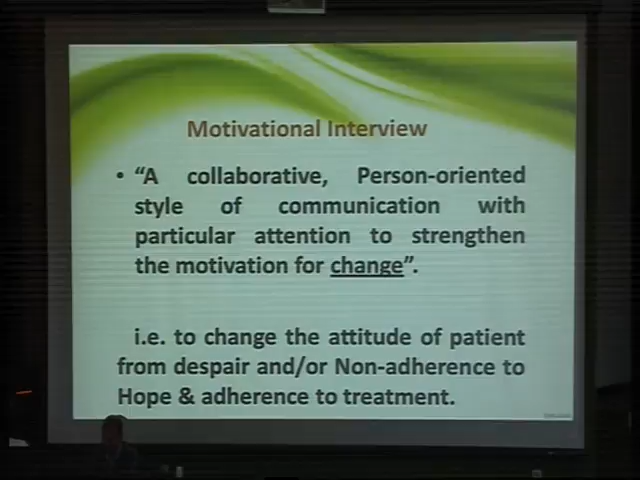 Motivational Interview
• “A collaborative, Person-oriented
style of communication with
particular attention to strengthen
the motivation for change”.
i.e. to change the attitude of patient
from despair and/or Non-adherence to
Hope & adherence to treatment.